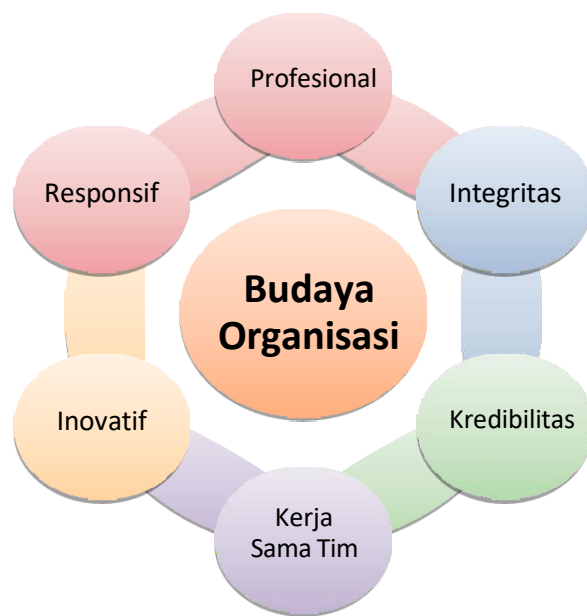 Profesional
Integritas
Kredibilitas
Kerja
Sama Tim
Inovatif
Responsif
Budaya
Organisasi